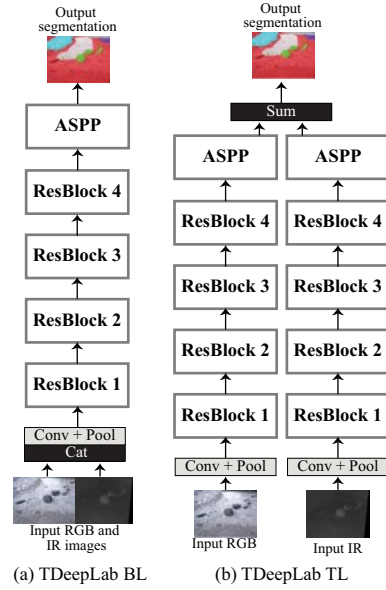 Output
segmentation
ASPP
ResBlock 4
ResBlock 3
ResBlock 2
ResBlock 1
Conv + Pool
Cat
Input RGB and
IR images
(a) TDeepLab BL
Output
segmentation
Sum
ASPP
ASPP
ResBlock 4
ResBlock 4
ResBlock 3
ResBlock 3
ResBlock 2
ResBlock 2
ResBlock 1
ResBlock 1
Conv + Pool
Conv + Pool
Input RGB
Input IR
(b) TDeepLab TL